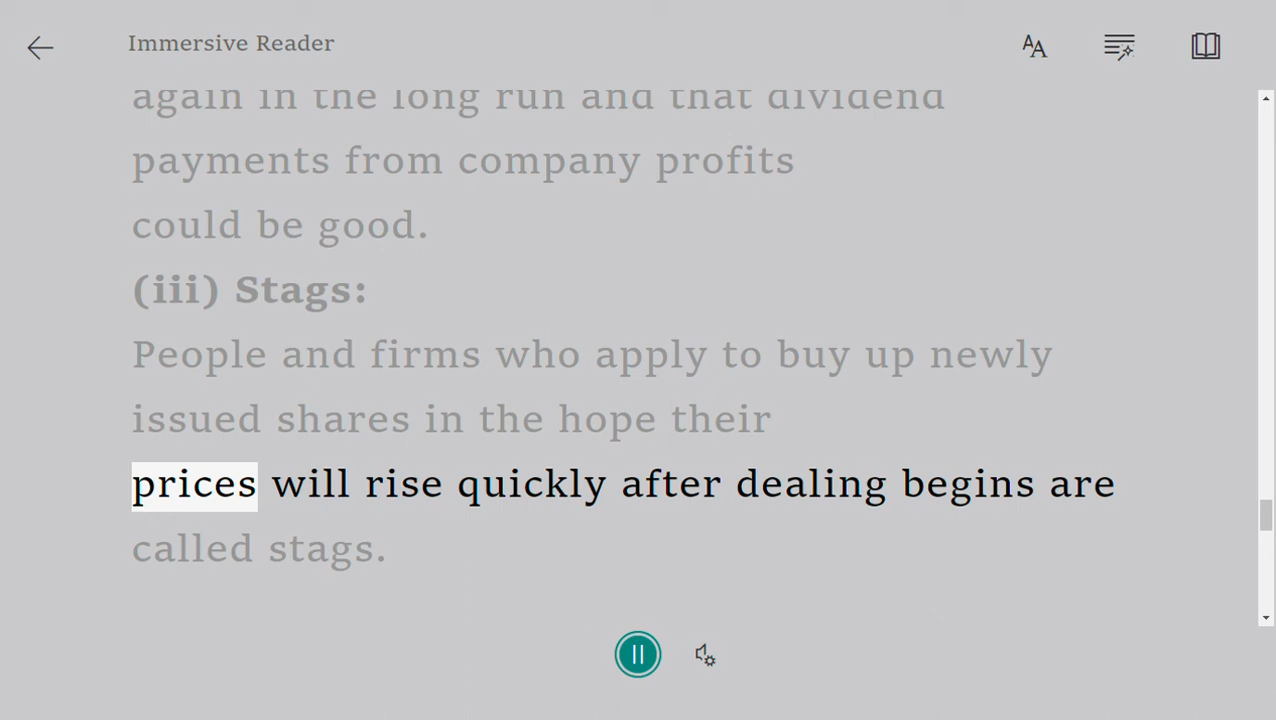 Immersive Reader
again in the long run and that dividend
payments from company profits
could be good.
(iii) Stags:
People and firms who apply to buy up newly
issued shares in the hope their
prices will rise quickly after dealing begins are
called stags.